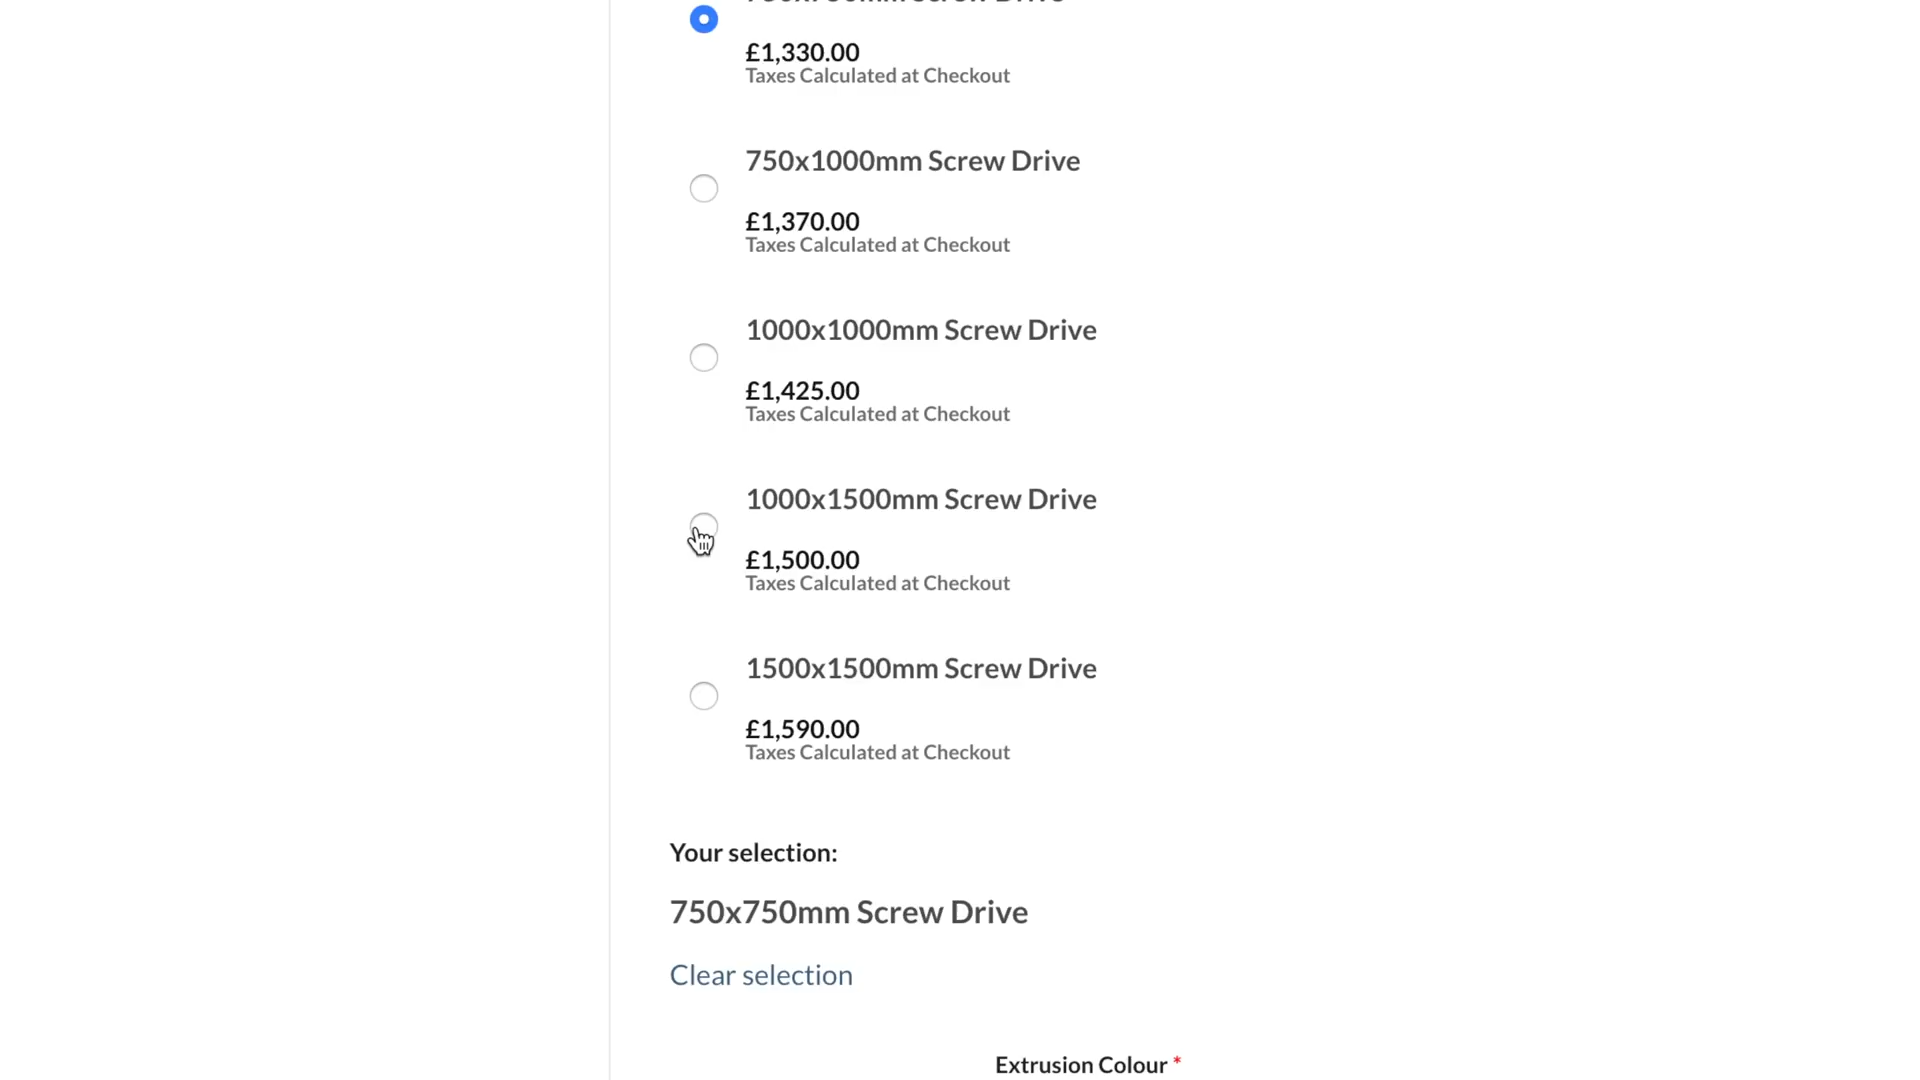 £1,330.00
Taxes Calculated at Checkout
750x1000mm Screw Drive
£1,370.00
Taxes Calculated at Checkout
1000x1000mm Screw Drive
£1,425.00
Taxes Calculated at Checkout
1000x1500mm Screw Drive
£1,500.00
Taxes Calculated at Checkout
1500x1500mm Screw Drive
£1,590.00
Taxes Calculated at Checkout
Your selection:
750x750mm Screw Drive
Clear selection
Extrusion Colour *